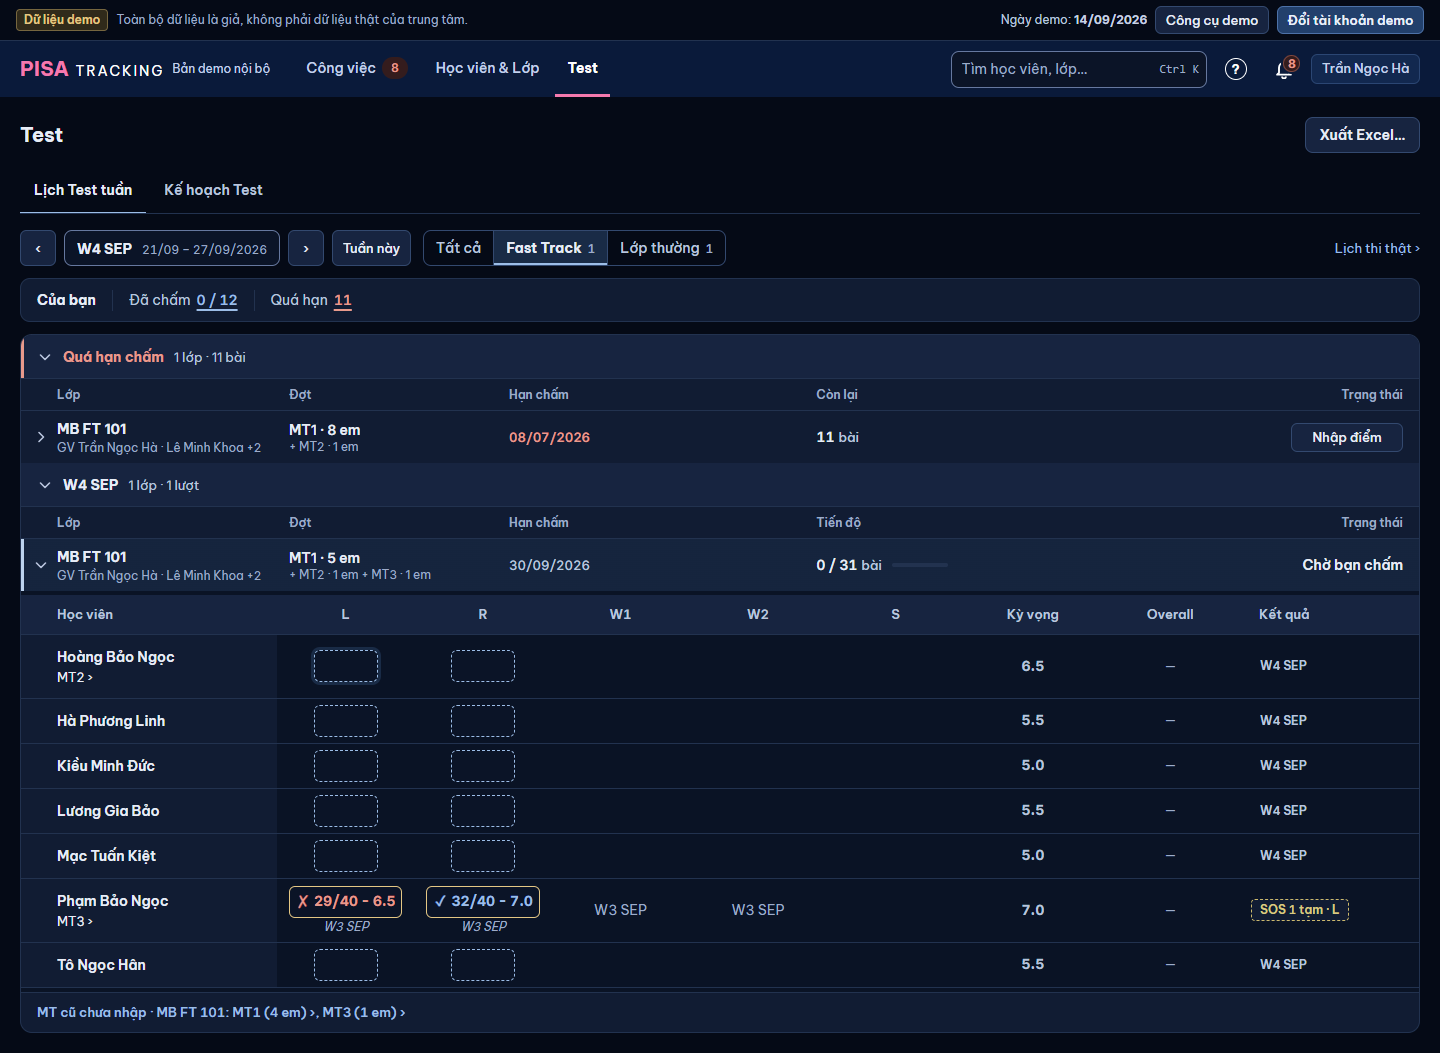 Dữ liệu demo Toàn bộ dữ liệu là giả, không phải dữ liệu thật của trung tâm. Ngày demo: 14/09/2026 Công cụ demo Đổi tài khoản demo
PISA TRACKING Bản demo nội bộ Công việc 8 Học viên & Lớp Test Tìm học viên, lớp... Ctrl K ? 8 Trần Ngọc Hà
Test Xuất Excel...
Lịch Test tuần Kế hoạch Test
‹ W4 SEP 21/09 – 27/09/2026 › Tuần này Tất cả Fast Track 1 Lớp thường 1 Lịch thi thật ›
Của bạn Đã chấm 0 / 12 Quá hạn 11
Quá hạn chấm 1 lớp · 11 bài
Lớp Đợt Hạn chấm Còn lại Trạng thái
MB FT 101 MT1 · 8 em 08/07/2026 11 bài Nhập điểm
GV Trần Ngọc Hà · Lê Minh Khoa +2 + MT2 · 1 em
W4 SEP 1 lớp · 1 lượt
Lớp Đợt Hạn chấm Tiến độ Trạng thái
MB FT 101 MT1 · 5 em 30/09/2026 0 / 31 bài Chờ bạn chấm
GV Trần Ngọc Hà · Lê Minh Khoa +2 + MT2 · 1 em + MT3 · 1 em
Học viên L R W1 W2 S Kỳ vọng Overall Kết quả
Hoàng Bảo Ngọc 6.5 — W4 SEP
MT2 ›
Hà Phương Linh 5.5 — W4 SEP
Kiều Minh Đức 5.0 — W4 SEP
Lương Gia Bảo 5.5 — W4 SEP
Mạc Tuấn Kiệt 5.0 — W4 SEP
Phạm Bảo Ngọc ✗ 29/40 - 6.5 ✓ 32/40 - 7.0 W3 SEP W3 SEP 7.0 — SOS 1 tạm · L
MT3 › W3 SEP W3 SEP
Tô Ngọc Hân 5.5 — W4 SEP
MT cũ chưa nhập · MB FT 101: MT1 (4 em) ›, MT3 (1 em) ›